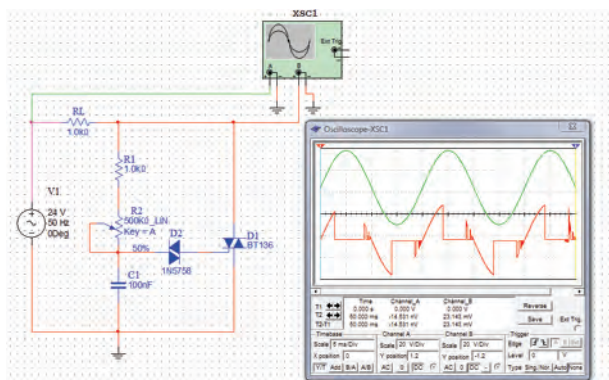 XSC1
Ext Trig
A
B
RL
1.0kΩ
R1
1.0kΩ
V1
24 V
50 Hz
0Deg
R2
500KΩ_LIN
Key = A
50%
D2
1N5758
D1
BT136
C1
100nF
Oscilloscope-XSC1
Time Channel_A Channel_B
T1 0.000 s 0.000 V 0.000 V
T2 50.000 ms -14.531 mV 23.140 mV
T2-T1 50.000 ms -14.531 mV 23.140 mV
Reverse
Save
Ext Trig.
Timebase Channel A Channel B Trigger
Scale 5 ms/Div Scale 20 V/Div Scale 20 V/Div Edge
X position 0 Y position 1.2 Y position -1.2 Level 0 V
Y/T Add B/A A/B AC 0 DC AC 0 DC - Type Sing. Nor. Auto None